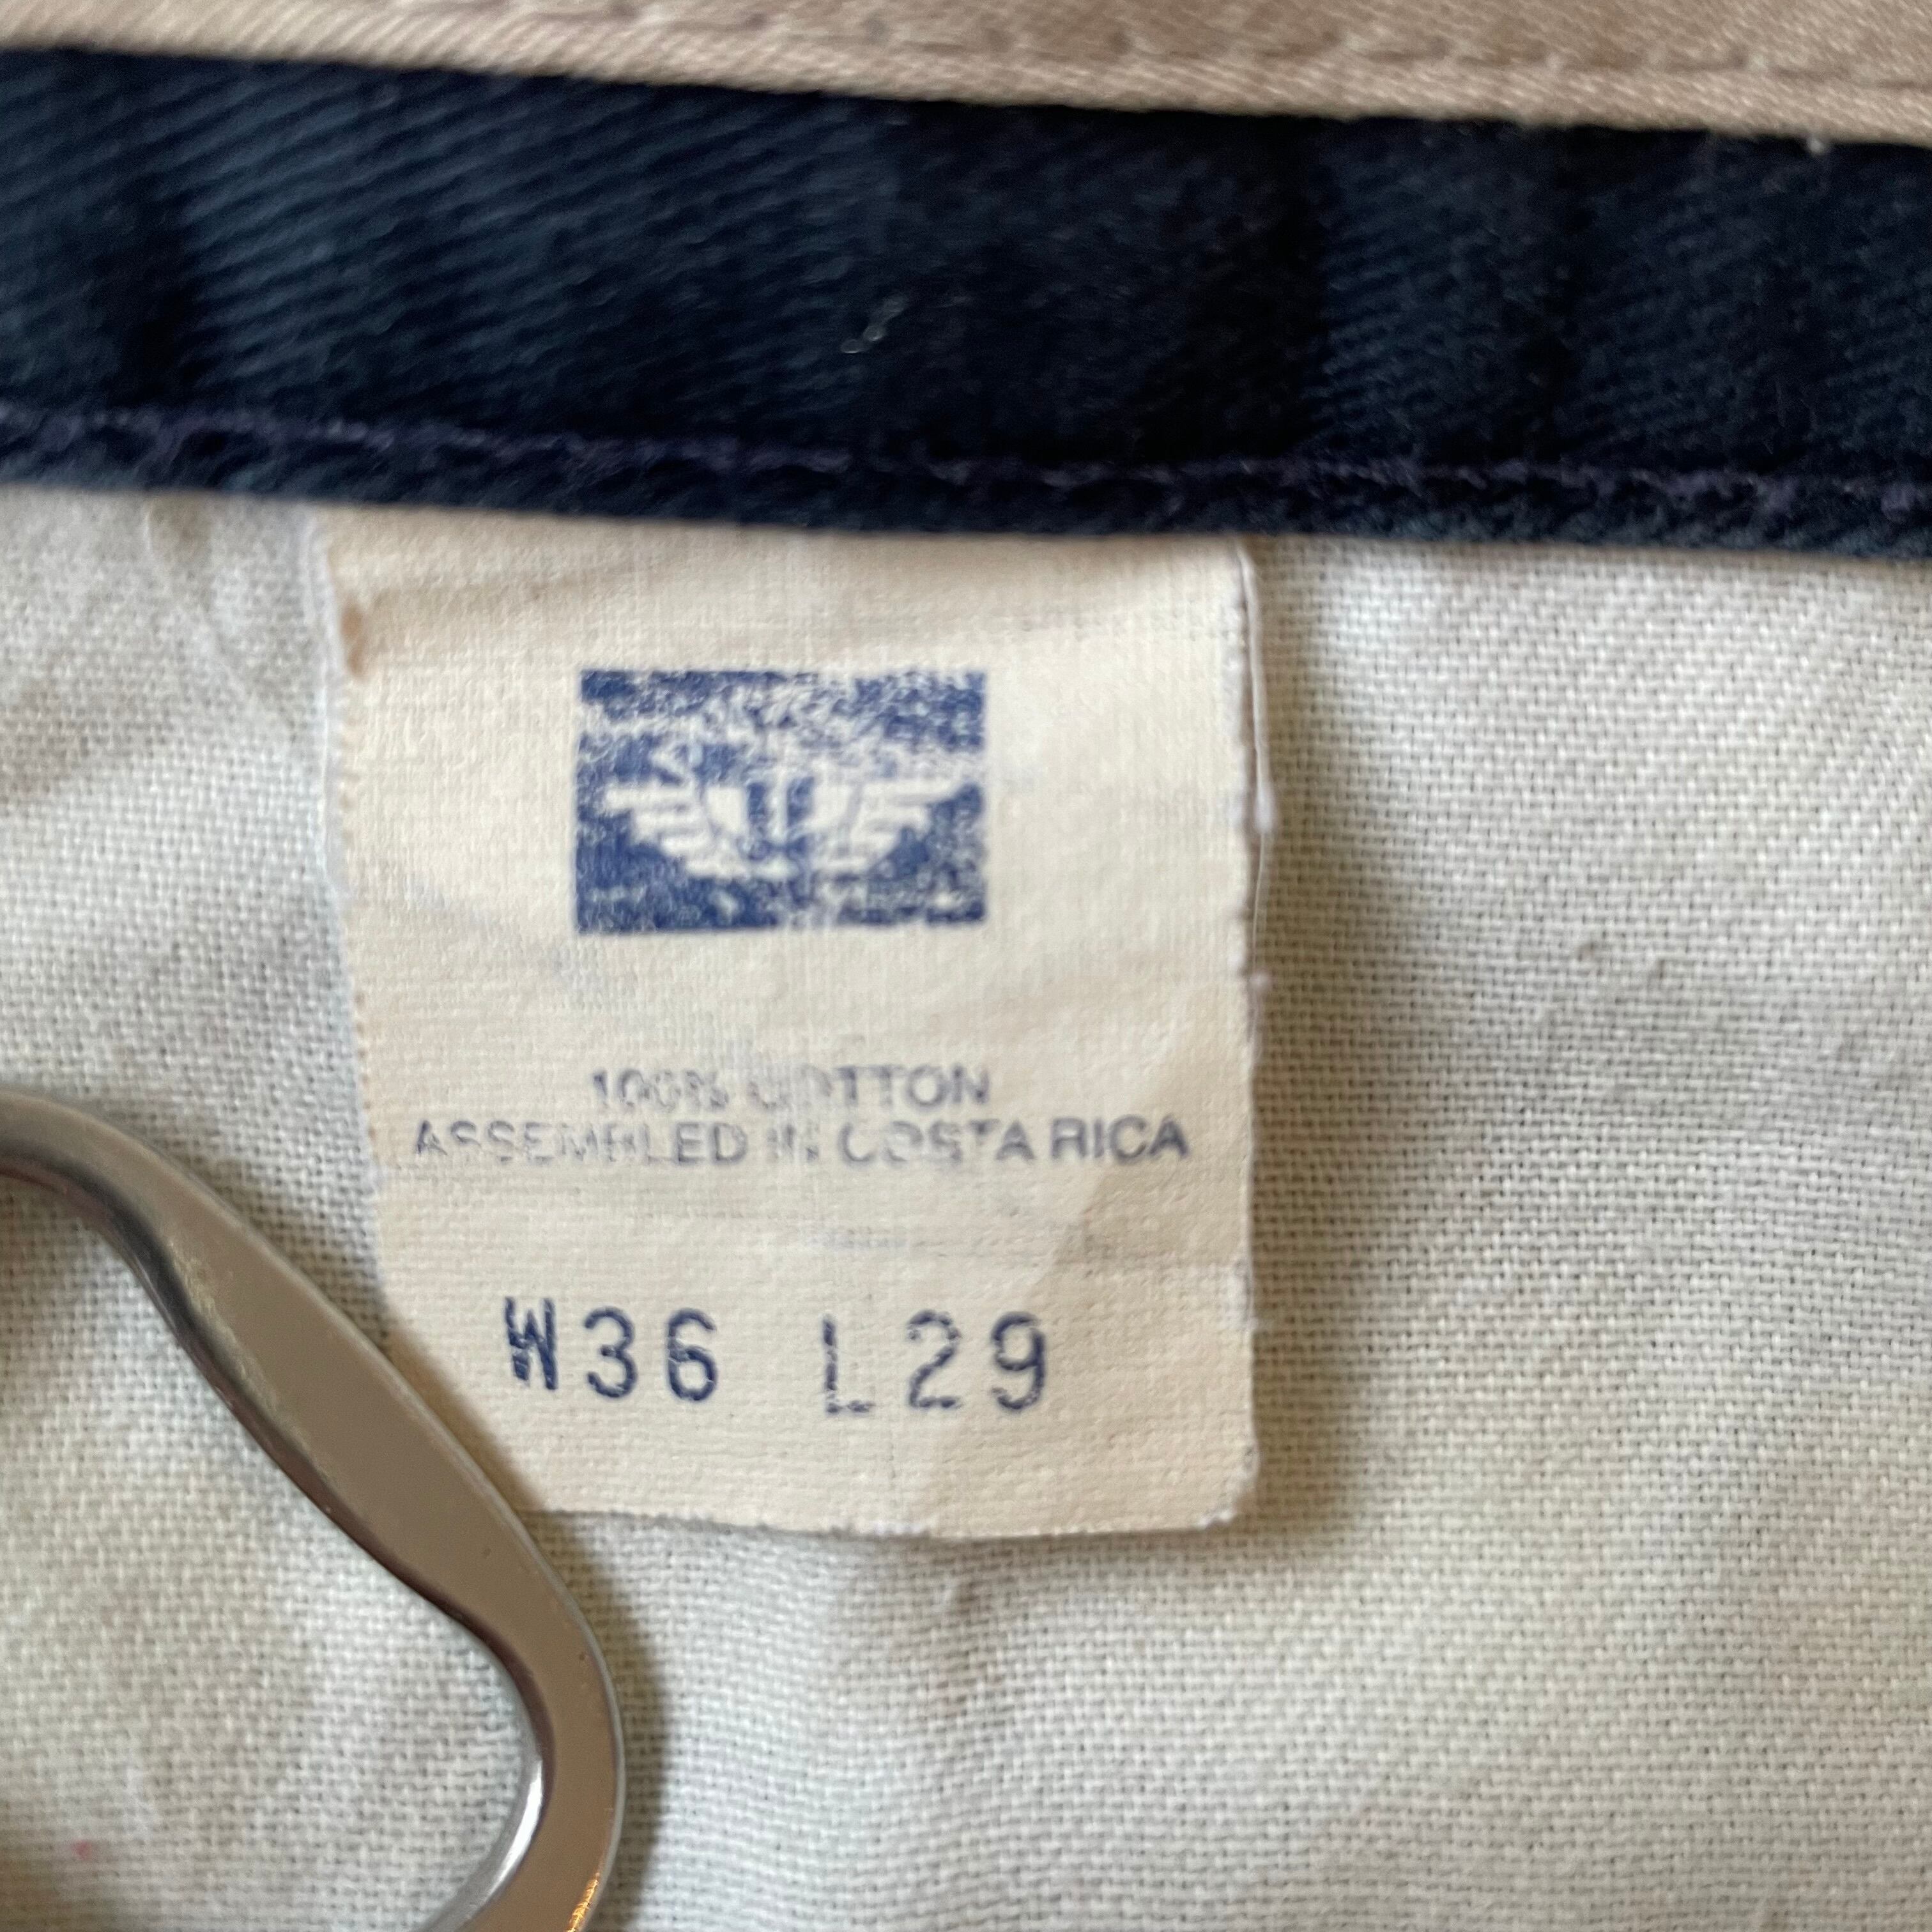 100% COTTON
ASSEMBLED IN COSTA RICA
W36 L29